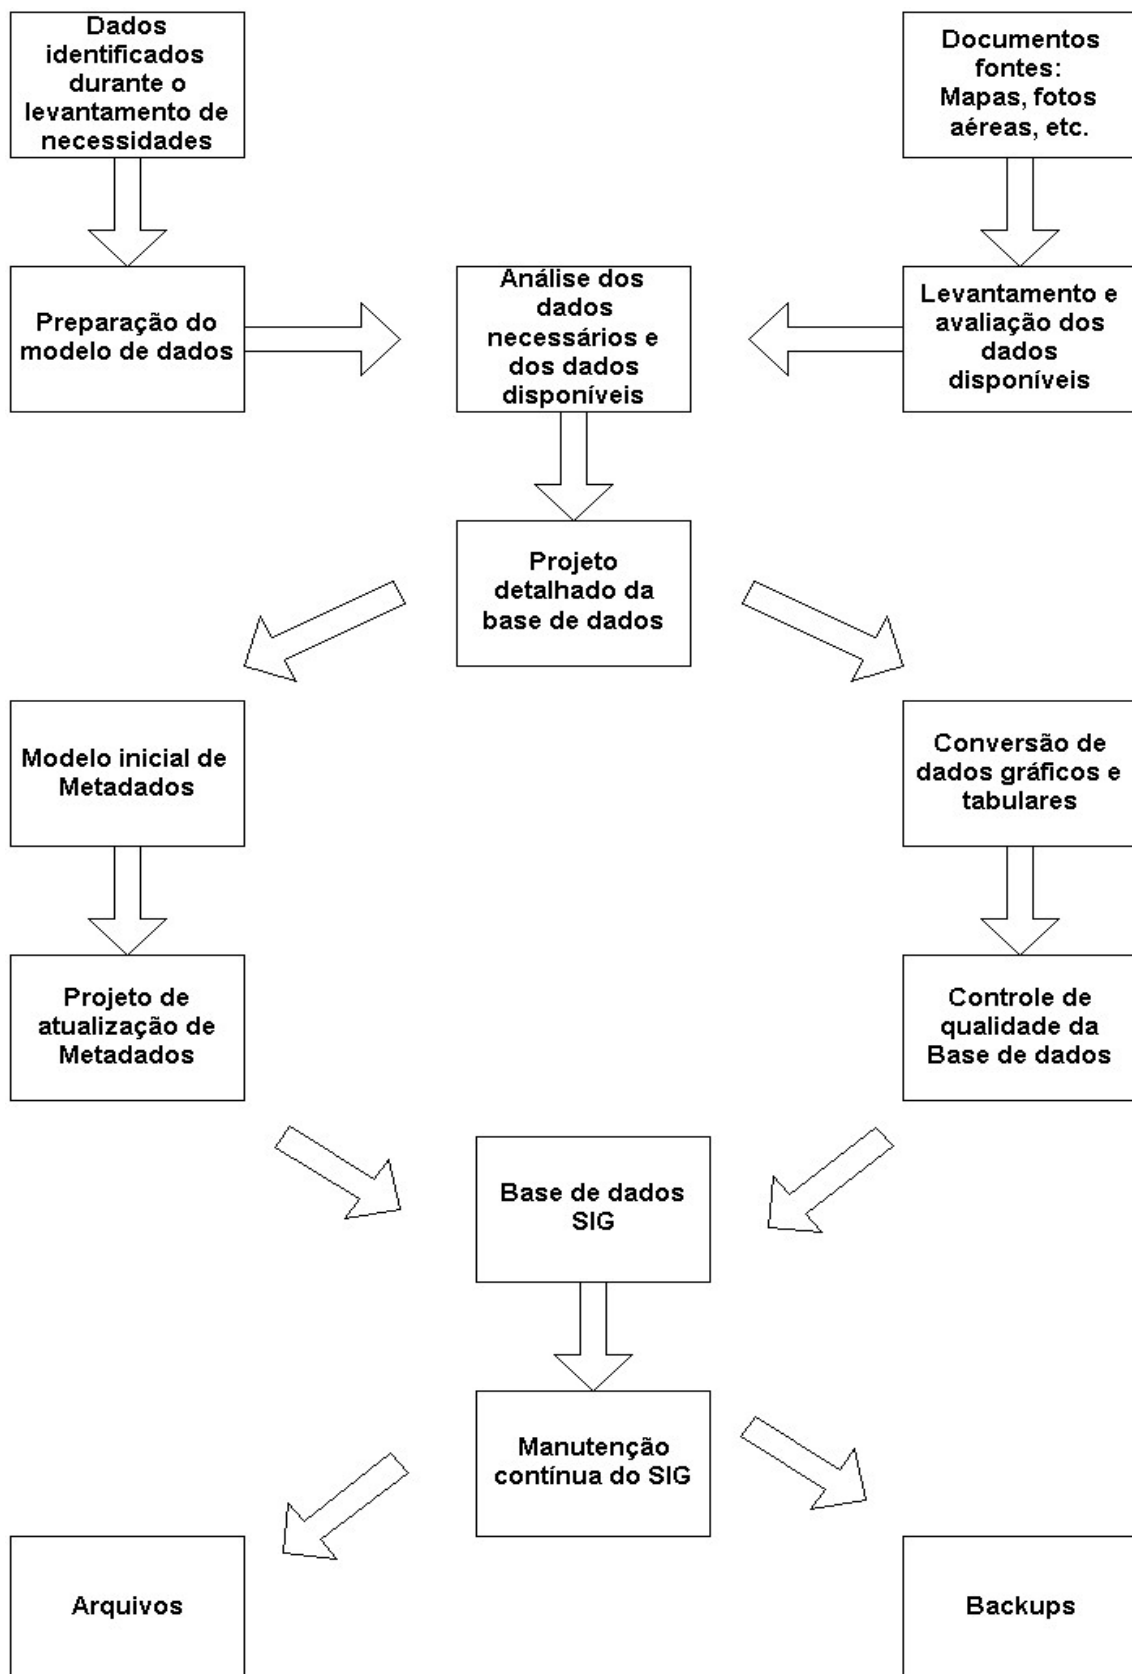 Dados
identificados
durante o
levantamento de
necessidades
Documentos
fontes:
Mapas, fotos
aéreas, etc.
Preparação do
modelo de dados
Análise dos
dados
necessários e
dos dados
disponíveis
Levantamento e
avaliação dos
dados
disponíveis
Projeto
detalhado da
base de dados
Modelo inicial de
Metadados
Conversão de
dados gráficos e
tabulares
Projeto de
atualização de
Metadados
Controle de
qualidade da
Base de dados
Base de dados
SIG
Manutenção
contínua do SIG
Arquivos
Backups